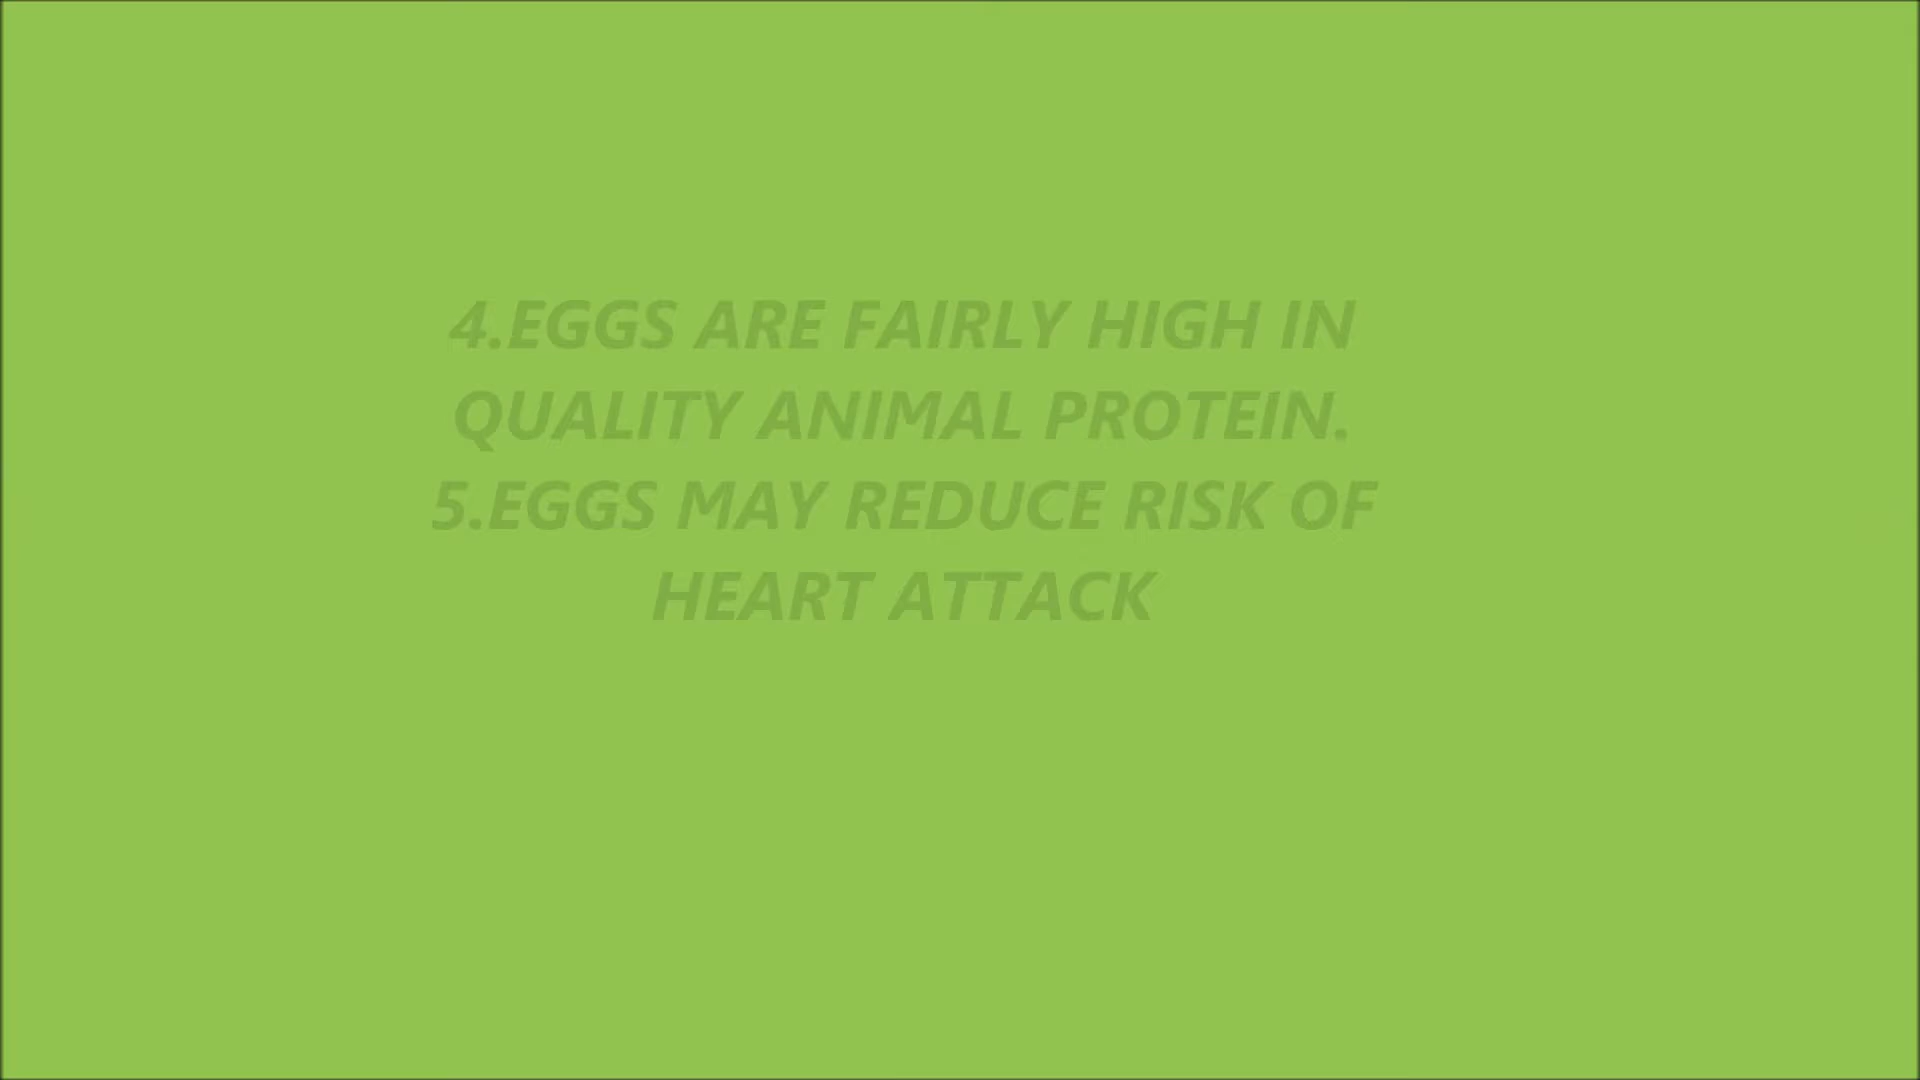 4.EGGS ARE FAIRLY HIGH IN
QUALITY ANIMAL PROTEIN.
5.EGGS MAY REDUCE RISK OF
HEART ATTACK